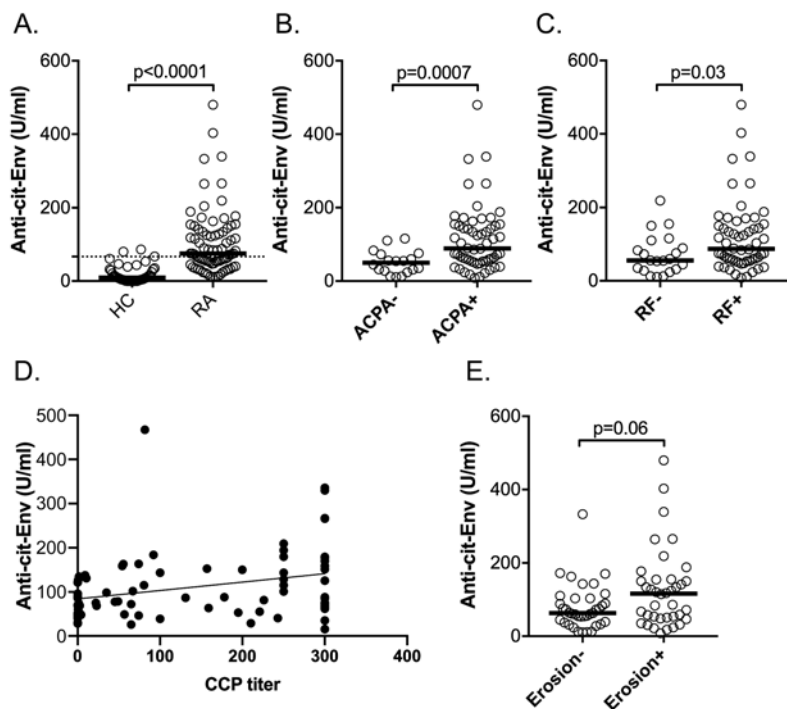 A.
B.
C.
p<0.0001
p=0.0007
p=0.03
Anti-cit-Env (U/ml)
600
400
200
0
HC
RA
Anti-cit-Env (U/ml)
600
400
200
0
ACPA-
ACPA+
Anti-cit-Env (U/ml)
600
400
200
0
RF-
RF+
D.
Anti-cit-Env (U/ml)
500
400
300
200
100
0
0
100
200
300
400
CCP titer
E.
p=0.06
Anti-cit-Env (U/ml)
600
400
200
0
Erosion-
Erosion+